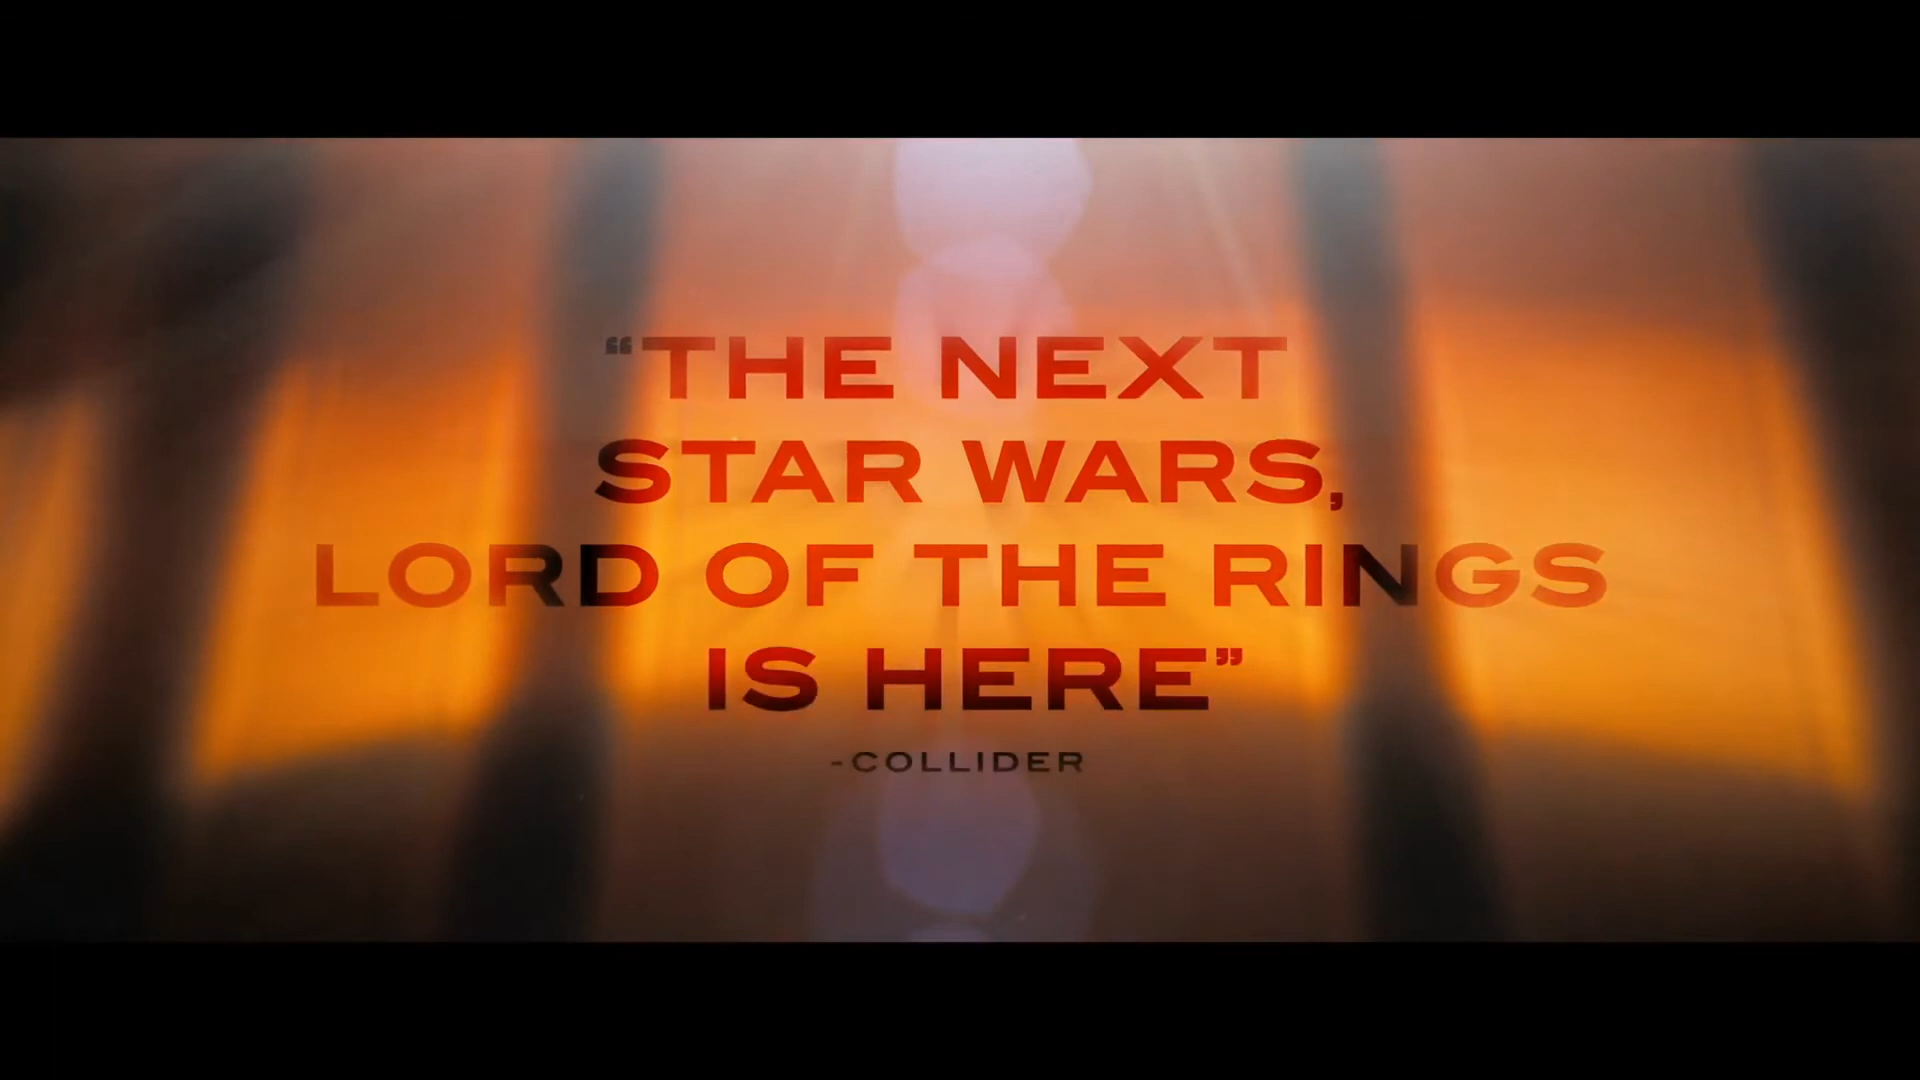 “THE NEXT
STAR WARS,
LORD OF THE RINGS
IS HERE”
-COLLIDER